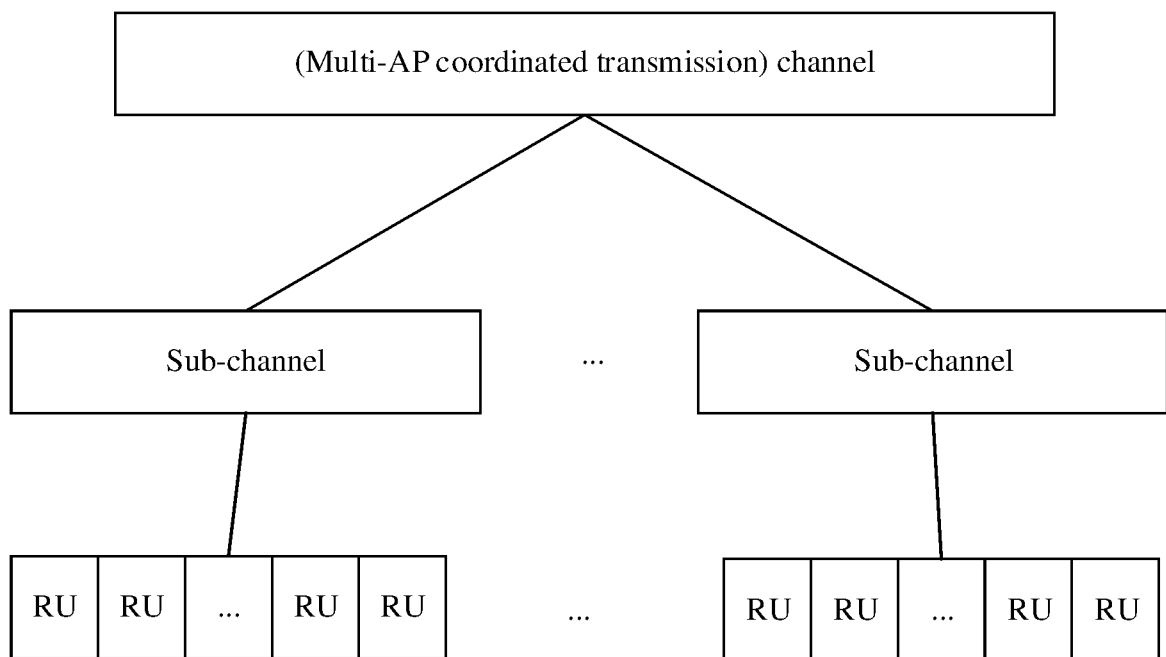 (Multi-AP coordinated transmission) channel
Sub-channel ... Sub-channel
RU RU ... RU RU ... RU RU ... RU RU